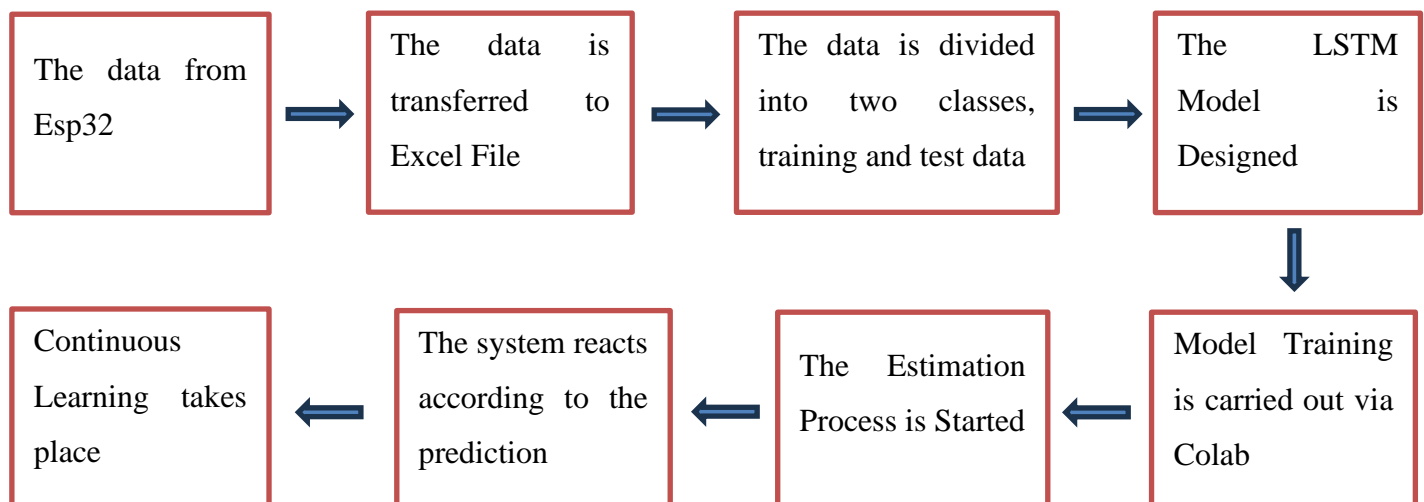 The data from
Esp32
The data is
transferred to
Excel File
The data is divided
into two classes,
training and test data
The LSTM
Model is
Designed
Model Training
is carried out via
Colab
The Estimation
Process is Started
The system reacts
according to the
prediction
Continuous
Learning takes
place